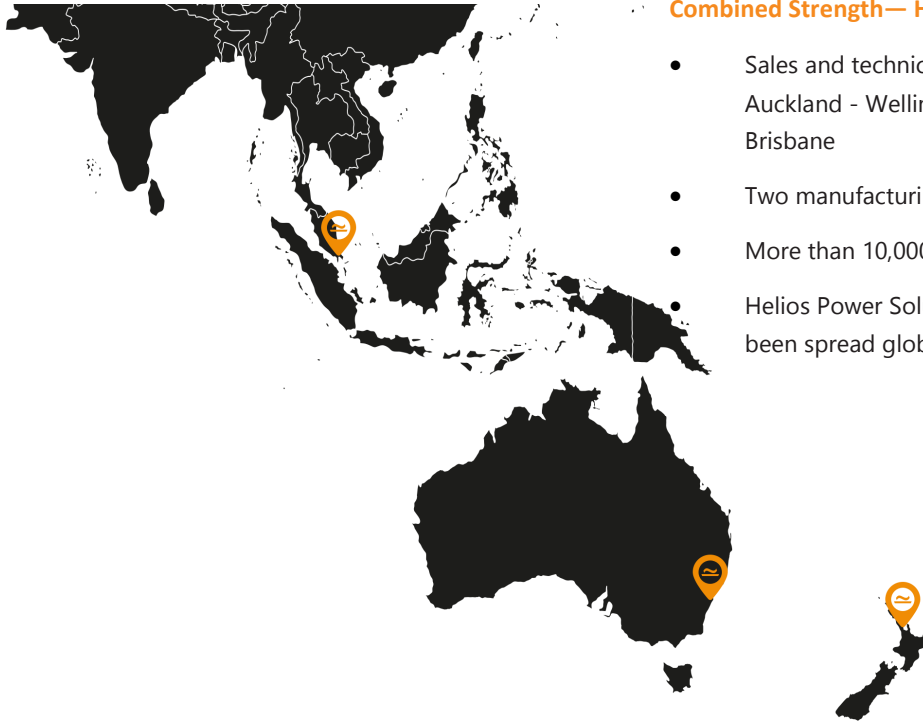 Combined Strength— H
• Sales and technic
Auckland - Wellin
Brisbane
• Two manufacturi
• More than 10,000
• Helios Power Sol
been spread glob